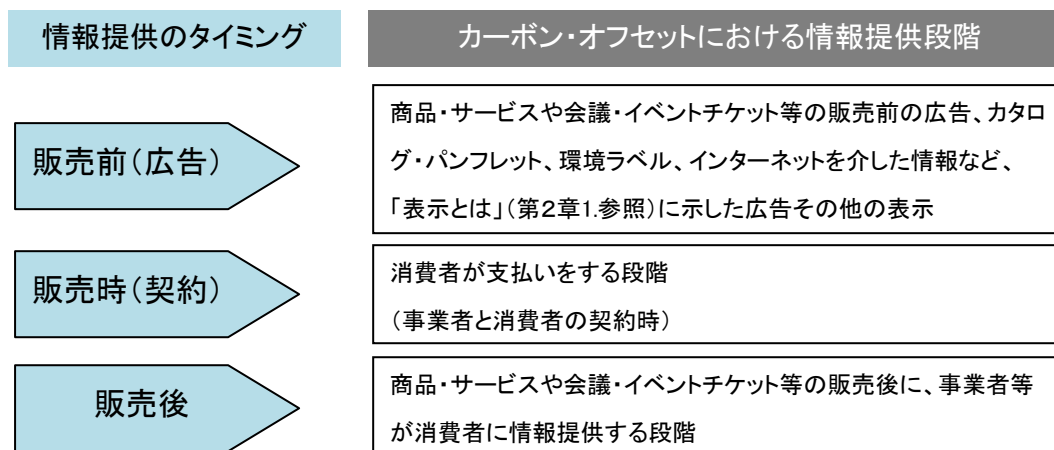 情報提供のタイミング
カーボン・オフセットにおける情報提供段階
販売前(広告)
商品・サービスや会議・イベントチケット等の販売前の広告、カタロ
グ・パンフレット、環境ラベル、インターネットを介した情報など、
「表示とは」(第2章1.参照)に示した広告その他の表示
販売時(契約)
消費者が支払いをする段階
(事業者と消費者の契約時)
販売後
商品・サービスや会議・イベントチケット等の販売後に、事業者等
が消費者に情報提供する段階